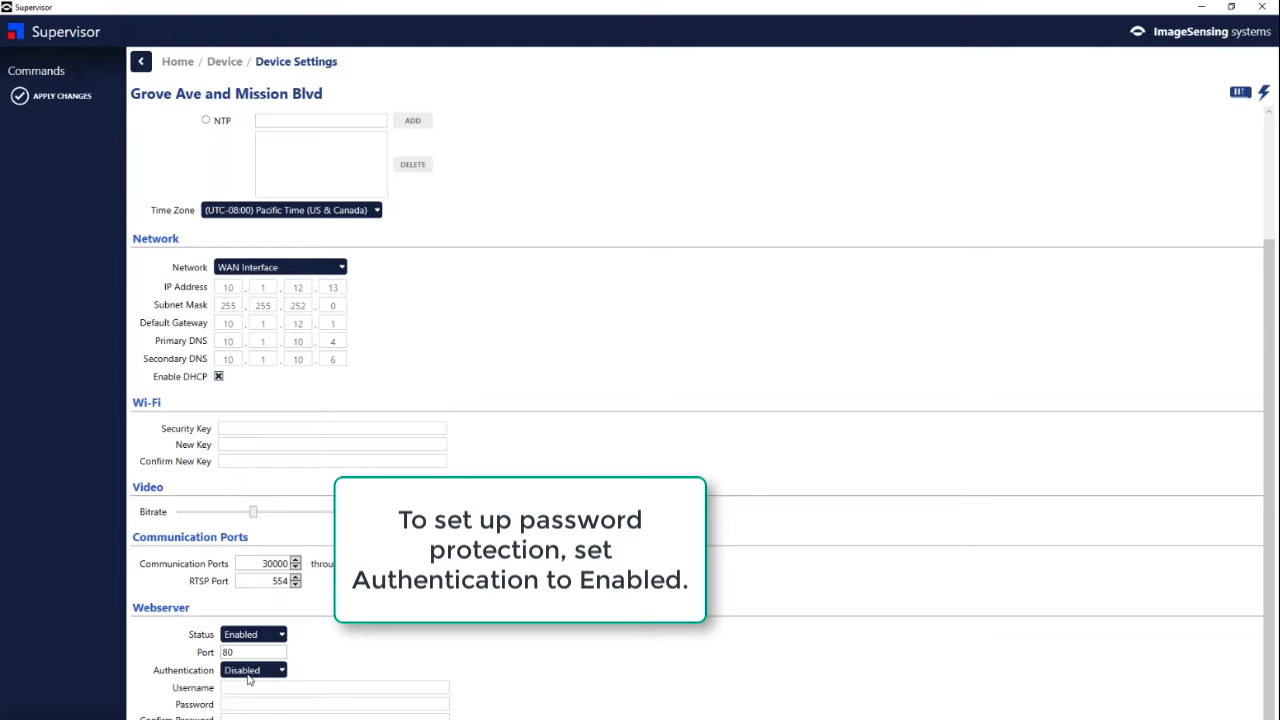 Supervisor
Supervisor
ImageSensing systems
Commands
APPLY CHANGES
Home / Device / Device Settings
Grove Ave and Mission Blvd
NTP
ADD
DELETE
Time Zone (UTC-08:00) Pacific Time (US & Canada)
Network
Network WAN Interface
IP Address 10 . 1 . 12 . 13
Subnet Mask 255 . 255 . 252 . 0
Default Gateway 10 . 1 . 12 . 1
Primary DNS 10 . 1 . 10 . 4
Secondary DNS 10 . 1 . 10 . 6
Enable DHCP
Wi-Fi
Security Key
New Key
Confirm New Key
Video
Bitrate
Communication Ports
Communication Ports 30000
RTSP Port 554
To set up password
protection, set
Authentication to Enabled.
Webserver
Status Enabled
Port 80
Authentication Disabled
Username
Password
Confirm Password